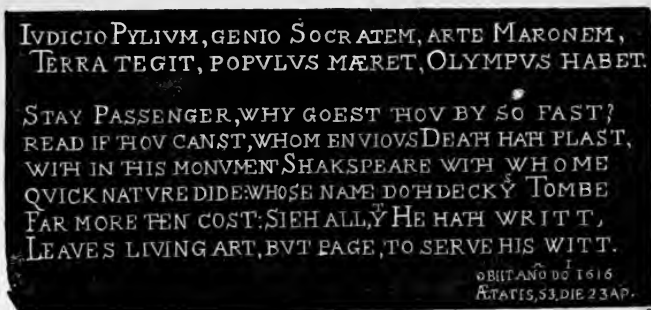 IVDICIO PYLIVM, GENIO SOCRATEM, ARTE MARONEM,
TERRA TEGIT, POPVLVS MÆRET, OLYMPVS HABET.
STAY PASSENGER, WHY GOEST THOV BY SO FAST?
READ IF THOV CANST, WHOM ENVIOVS DEATH HATH PLAST,
WITH IN THIS MONVMENT SHAKSPEARE WITH WHOME
QVICK NATVRE DIDE: WHOSE NAME DOTH DECK Yˢ TOMBE
FAR MORE THEN COST: SIEH ALL, Yᵀ HE HATH WRITT,
LEAVES LIVING ART, BVT PAGE, TO SERVE HIS WITT.
OBIIT AÑO DOⁱ 1616
ÆTATIS, 53, DIE 23 AP.